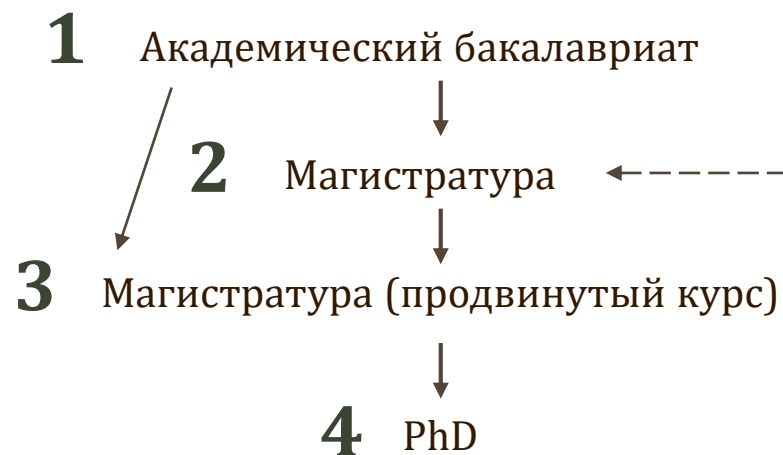 1 Академический бакалавриат
2 Магистратура
3 Магистратура (продвинутый курс)
4 PhD